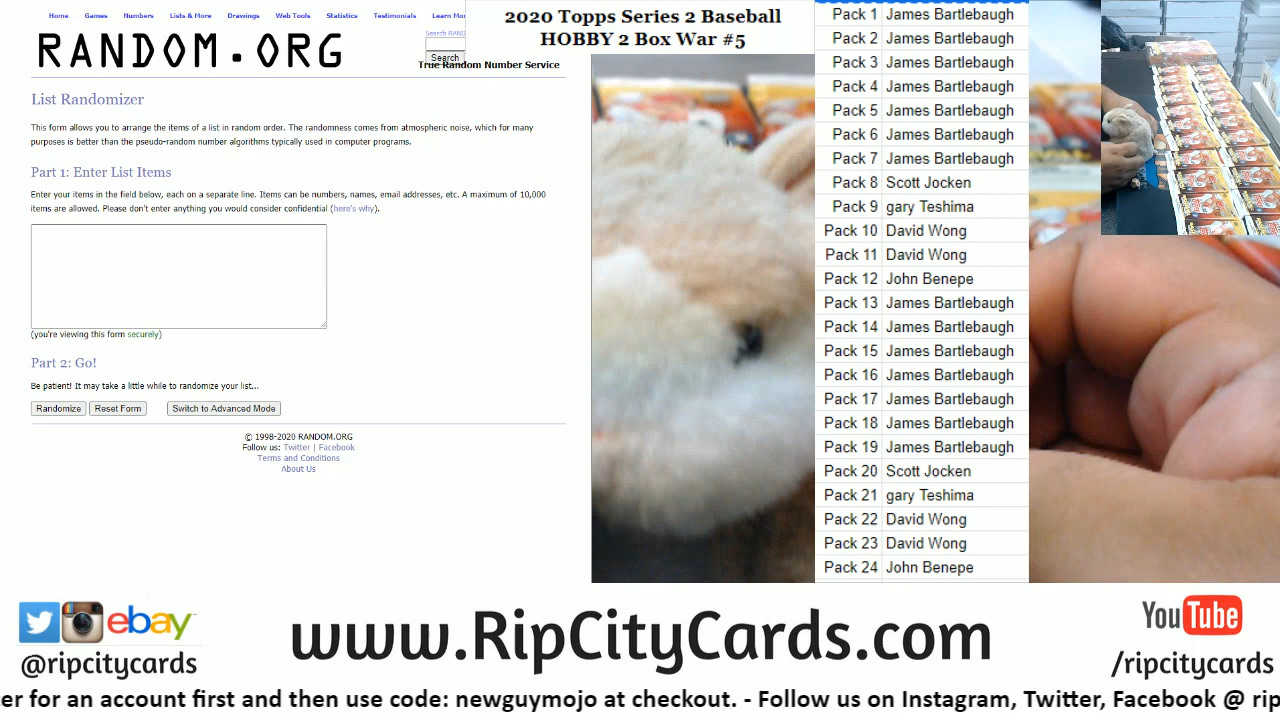 Home Games Numbers Lists & More Drawings Web Tools Statistics Testimonials Learn Mo
Search RAND
RANDOM.ORG
Search
True Random Number Service
List Randomizer
This form allows you to arrange the items of a list in random order. The randomness comes from atmospheric noise, which for many
purposes is better than the pseudo-random number algorithms typically used in computer programs.
Part 1: Enter List Items
Enter your items in the field below, each on a separate line. Items can be numbers, names, email addresses, etc. A maximum of 10,000
items are allowed. Please don't enter anything you would consider confidential (here's why).
(you're viewing this form securely)
Part 2: Go!
Be patient! It may take a little while to randomize your list...
Randomize Reset Form Switch to Advanced Mode
© 1998-2020 RANDOM.ORG
Follow us: Twitter | Facebook
Terms and Conditions
About Us
2020 Topps Series 2 Baseball
HOBBY 2 Box War #5
Pack 1 James Bartlebaugh
Pack 2 James Bartlebaugh
Pack 3 James Bartlebaugh
Pack 4 James Bartlebaugh
Pack 5 James Bartlebaugh
Pack 6 James Bartlebaugh
Pack 7 James Bartlebaugh
Pack 8 Scott Jocken
Pack 9 gary Teshima
Pack 10 David Wong
Pack 11 David Wong
Pack 12 John Benepe
Pack 13 James Bartlebaugh
Pack 14 James Bartlebaugh
Pack 15 James Bartlebaugh
Pack 16 James Bartlebaugh
Pack 17 James Bartlebaugh
Pack 18 James Bartlebaugh
Pack 19 James Bartlebaugh
Pack 20 Scott Jocken
Pack 21 gary Teshima
Pack 22 David Wong
Pack 23 David Wong
Pack 24 John Benepe
ebay
@ripcitycards
www.RipCityCards.com
YouTube
/ripcitycards
er for an account first and then use code: newguymojo at checkout. - Follow us on Instagram, Twitter, Facebook @ rip